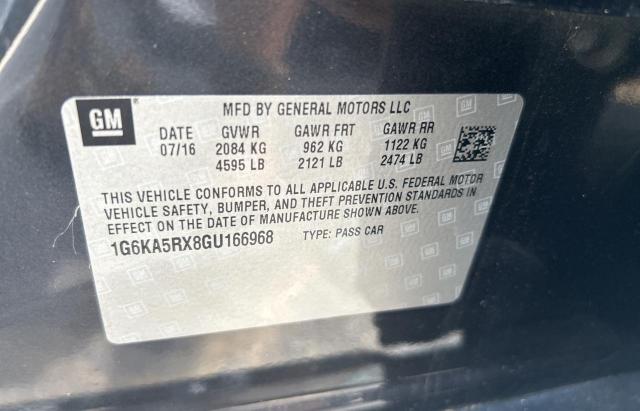 GM
MFD BY GENERAL MOTORS LLC
DATE GVWR GAWR FRT GAWR RR
07/16 2084 KG 962 KG 1122 KG
4595 LB 2121 LB 2474 LB
THIS VEHICLE CONFORMS TO ALL APPLICABLE U.S. FEDERAL MOTOR
VEHICLE SAFETY, BUMPER, AND THEFT PREVENTION STANDARDS IN
EFFECT ON THE DATE OF MANUFACTURE SHOWN ABOVE.
1G6KA5RX8GU166968 TYPE: PASS CAR